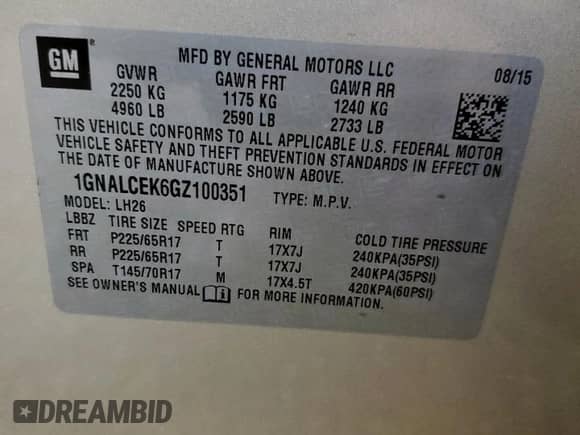 GM ®
MFD BY GENERAL MOTORS LLC 08/15
GVWR GAWR FRT GAWR RR
2250 KG 1175 KG 1240 KG
4960 LB 2590 LB 2733 LB
THIS VEHICLE CONFORMS TO ALL APPLICABLE U.S. FEDERAL MOTOR
VEHICLE SAFETY AND THEFT PREVENTION STANDARDS IN EFFECT ON
THE DATE OF MANUFACTURE SHOWN ABOVE.
1GNALCEK6GZ100351 TYPE: M.P.V.
MODEL: LH26
LBBZ TIRE SIZE SPEED RTG RIM COLD TIRE PRESSURE
FRT P225/65R17 T 17X7J 240KPA(35PSI)
RR P225/65R17 T 17X7J 240KPA(35PSI)
SPA T145/70R17 M 17X4.5T 420KPA(60PSI)
SEE OWNER'S MANUAL FOR MORE INFORMATION.
DREAMBID